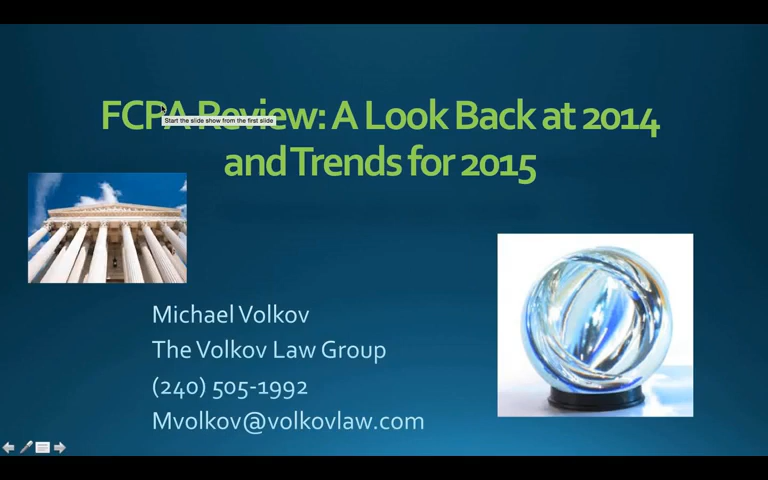 FCPA Review: A Look Back at 2014
Start the slide show from the first slide
and Trends for 2015
Michael Volkov
The Volkov Law Group
(240) 505-1992
Mvolkov@volkovlaw.com